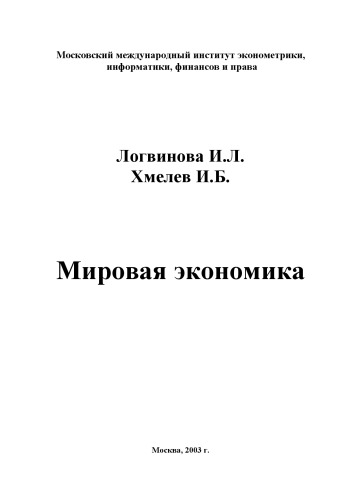 Московский международный институт эконометрики,
информатики, финансов и права
Логвинова И.Л.
Хмелев И.Б.
Мировая экономика
Москва, 2003 г.